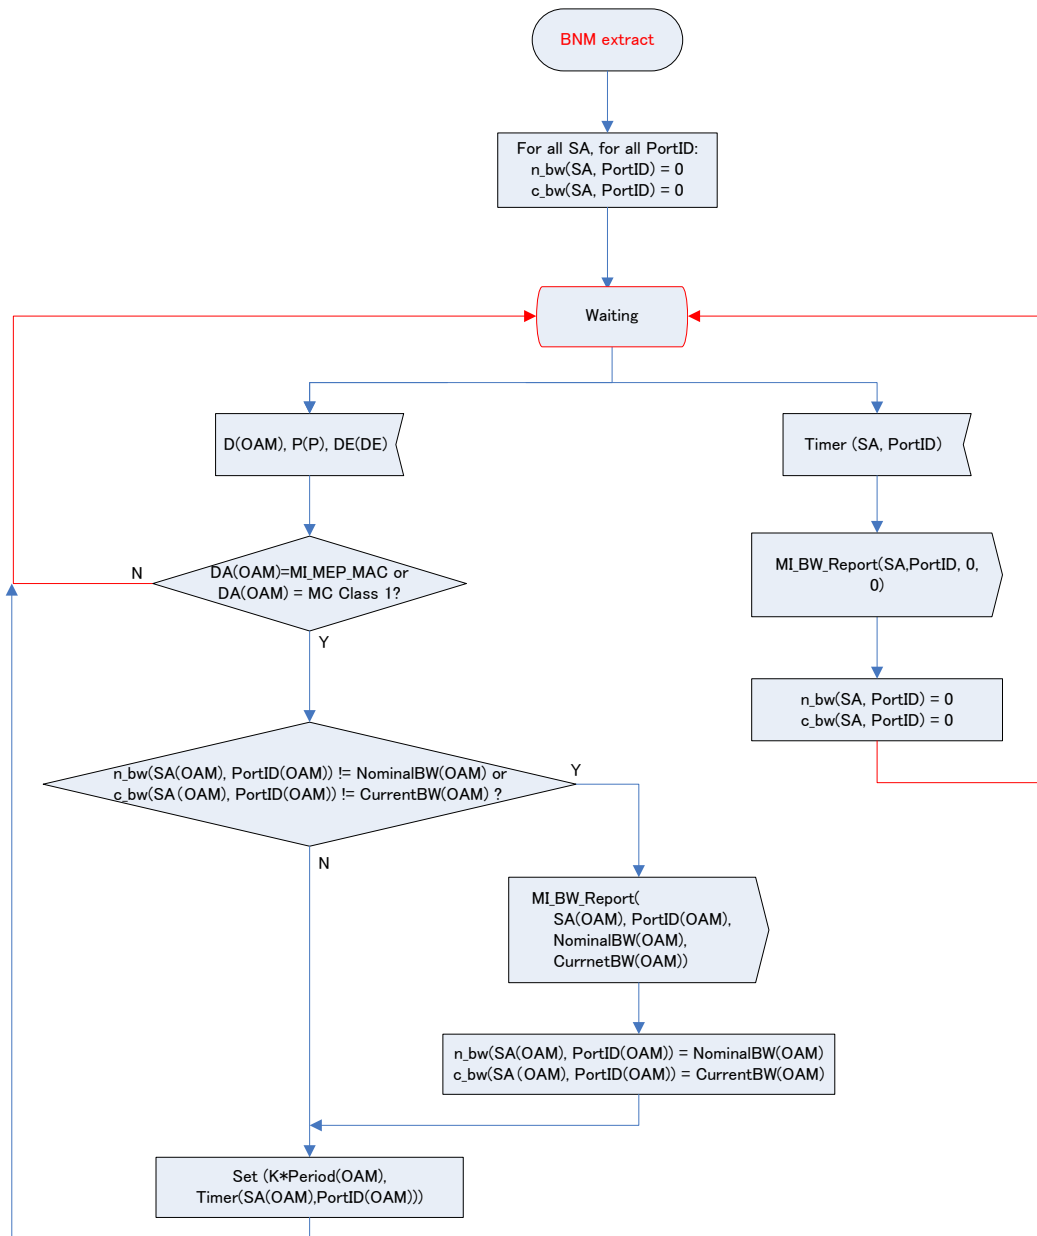 BNM extract
For all SA, for all PortID:
n_bw(SA, PortID) = 0
c_bw(SA, PortID) = 0
Waiting
D(OAM), P(P), DE(DE)
Timer (SA, PortID)
DA(OAM)=MI_MEP_MAC or
DA(OAM) = MC Class 1?
N
Y
MI_BW_Report(SA,PortID, 0,
0)
n_bw(SA, PortID) = 0
c_bw(SA, PortID) = 0
n_bw(SA(OAM), PortID(OAM)) != NominalBW(OAM) or
c_bw(SA(OAM), PortID(OAM)) != CurrentBW(OAM) ?
Y
N
MI_BW_Report(
SA(OAM), PortID(OAM),
NominalBW(OAM),
CurrnetBW(OAM))
n_bw(SA(OAM), PortID(OAM)) = NominalBW(OAM)
c_bw(SA(OAM), PortID(OAM)) = CurrentBW(OAM)
Set (K*Period(OAM),
Timer(SA(OAM),PortID(OAM)))